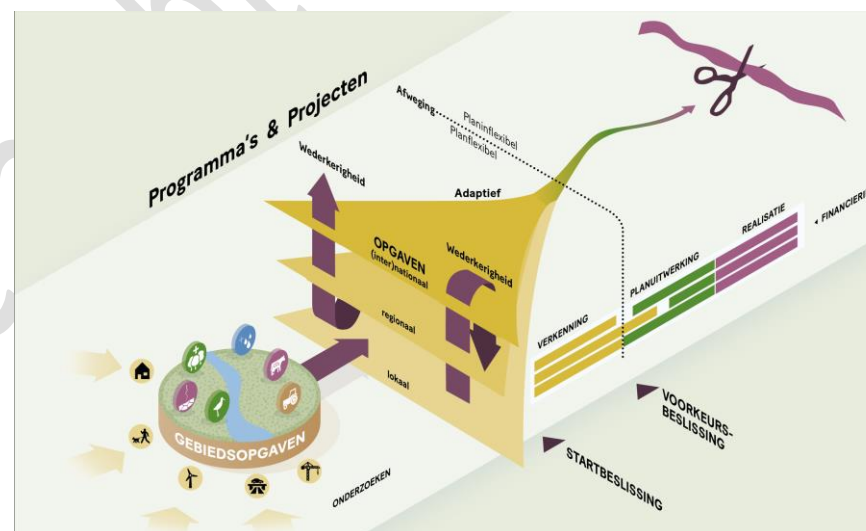 Programma's & Projecten
Afweging
Planinflexibel
Planflexibel
Wederkerigheid
Adaptief
OPGAVEN
(inter)nationaal
Wederkerigheid
regionaal
lokaal
VERKENNING
PLANUITWERKING
REALISATIE
GEBIEDSOPGAVEN
ONDERZOEKEN
STARTBESLISSING
VOORKEURS-
BESLISSING